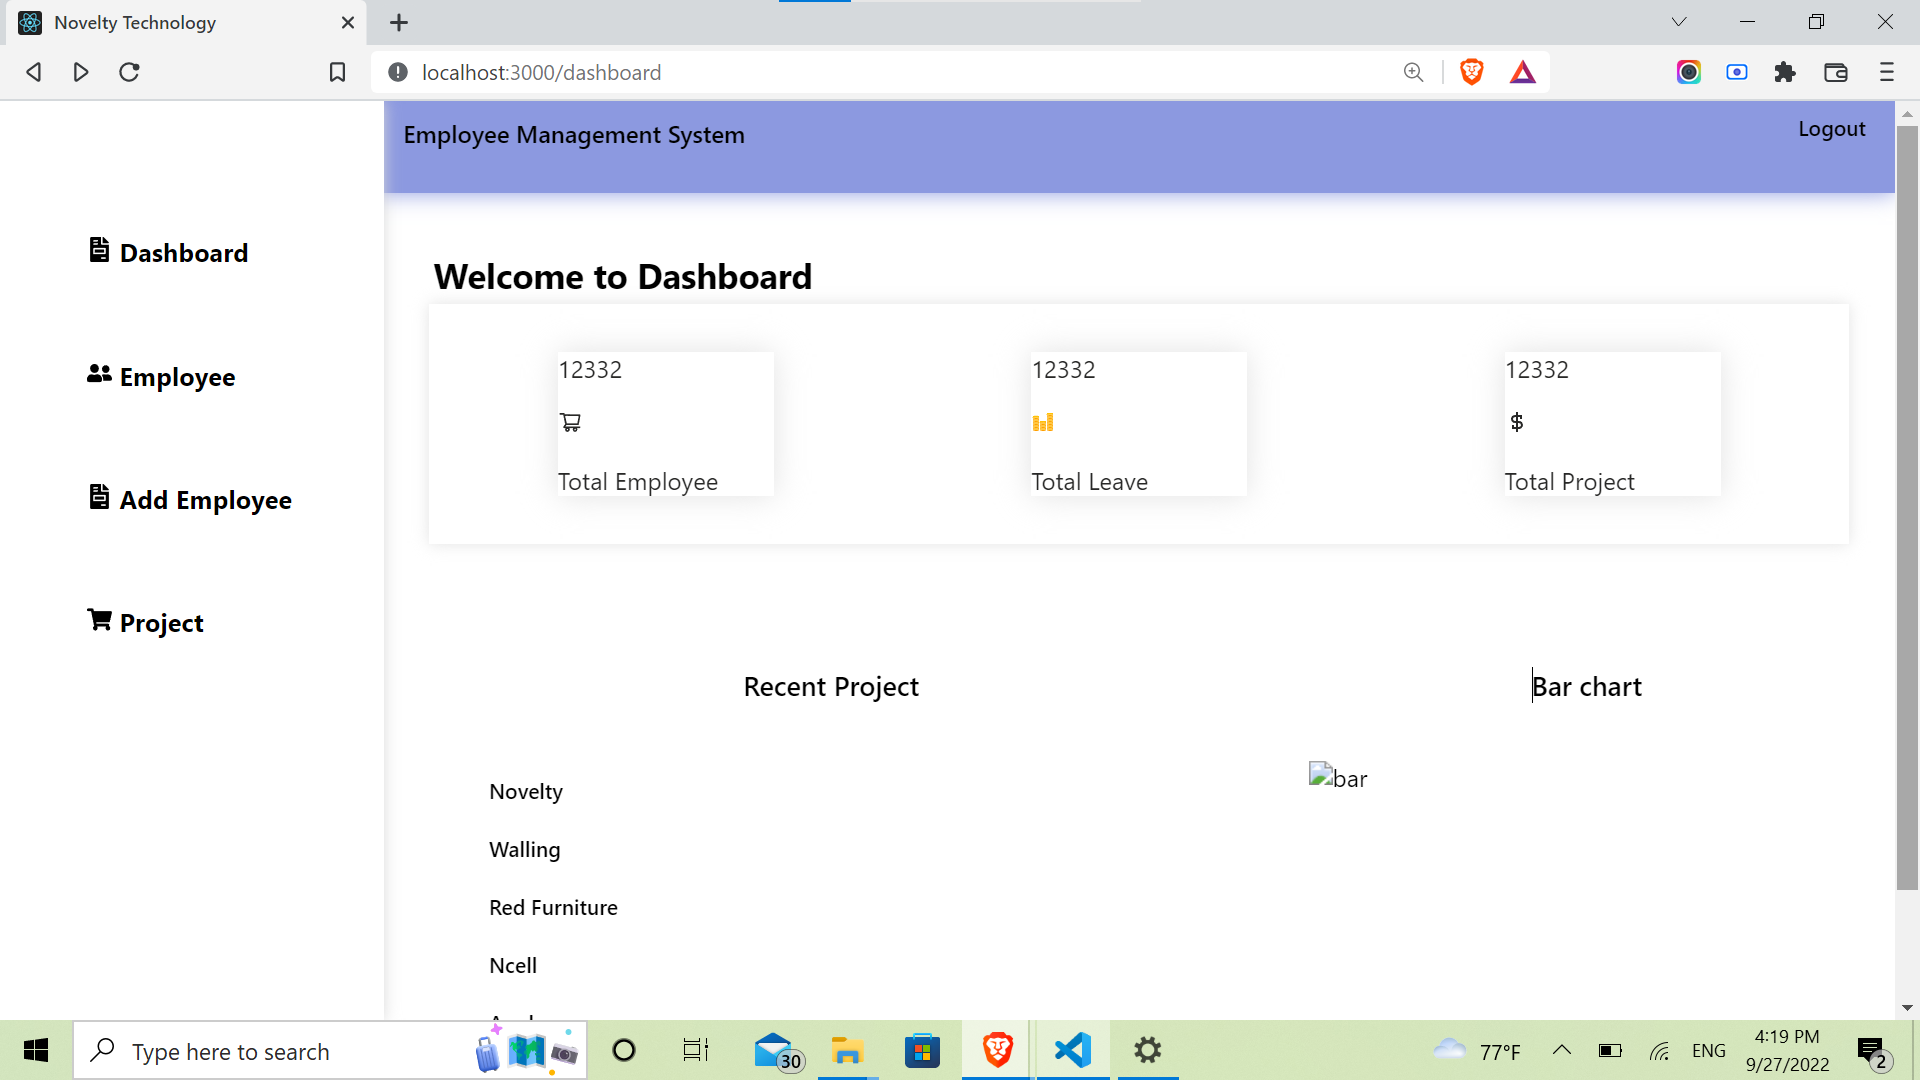 Novelty Technology
localhost:3000/dashboard
Employee Management System
Logout
Dashboard
Employee
Add Employee
Project
Welcome to Dashboard
12332
Total Employee
12332
Total Leave
12332
$
Total Project
Recent Project
Bar chart
bar
Novelty
Walling
Red Furniture
Ncell
Type here to search
30
77°F
ENG
4:19 PM
9/27/2022
2